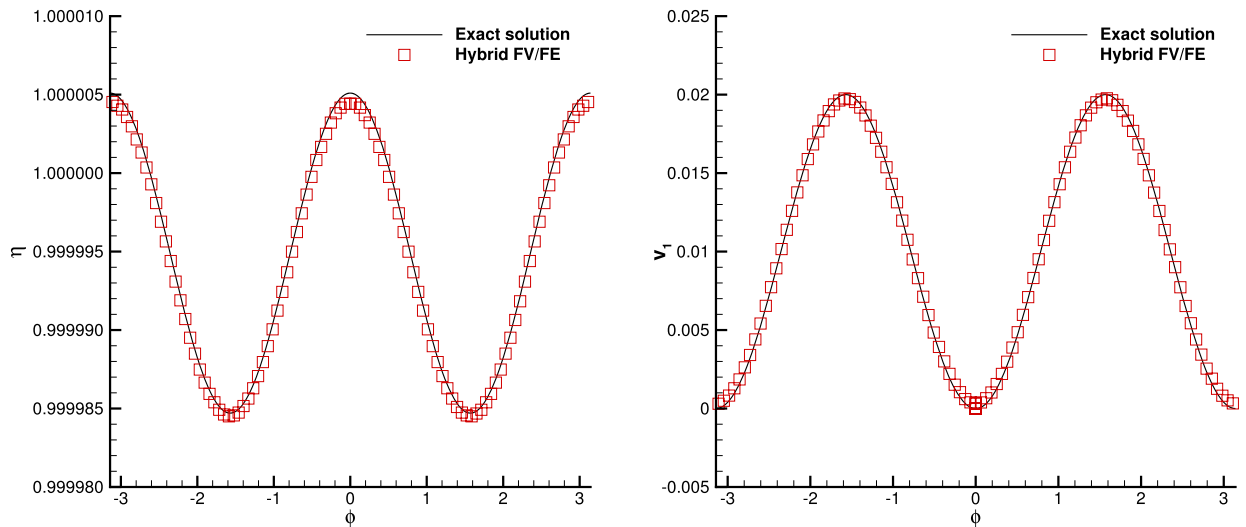 1.000010
1.000005
1.000000
0.999995
0.999990
0.999985
0.999980
η
-3 -2 -1 0 1 2 3
ϕ
Exact solution
Hybrid FV/FE
0.025
0.02
0.015
0.01
0.005
0
-0.005
v₁
-3 -2 -1 0 1 2 3
ϕ
Exact solution
Hybrid FV/FE